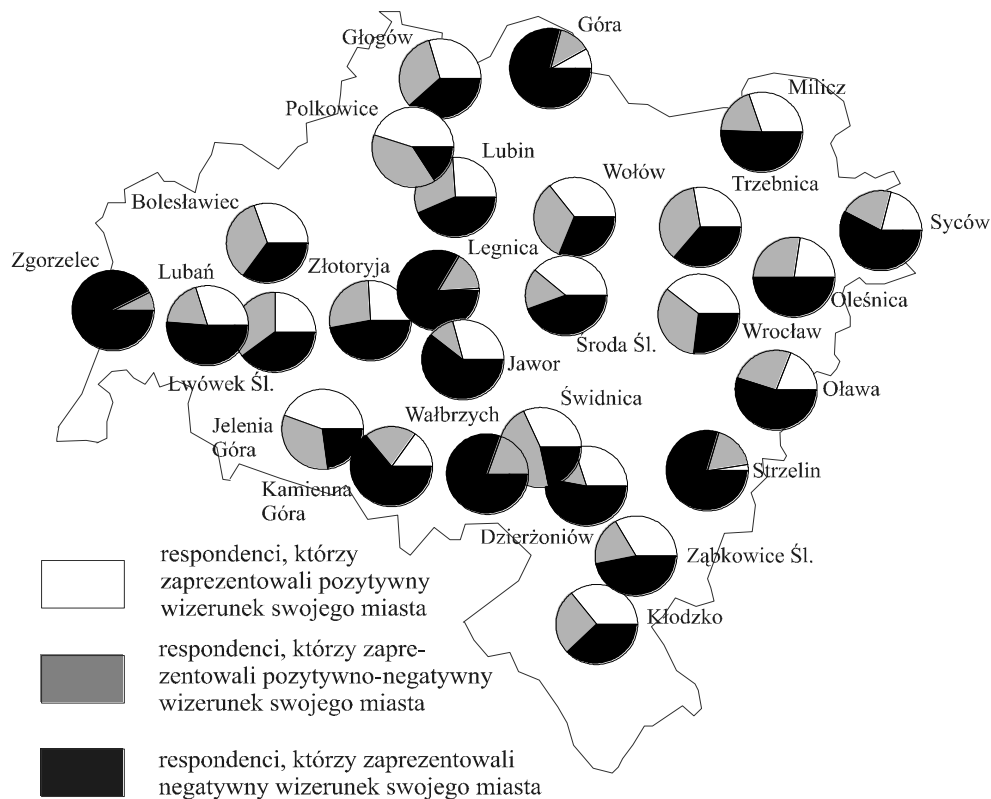 Góra
Głogów
Milicz
Polkowice
Lubin
Wołów
Trzebnica
Bolesławiec
Syców
Legnica
Zgorzelec
Lubań
Złotoryja
Oleśnica
Środa Śl.
Wrocław
Jawor
Lwówek Śl.
Oława
Świdnica
Wałbrzych
Jelenia
Góra
Strzelin
Kamienna
Góra
Dzierżoniów
Ząbkowice Śl.
Kłodzko
respondenci, którzy
zaprezentowali pozytywny
wizerunek swojego miasta
respondenci, którzy zapre-
zentowali pozytywno-negatywny
wizerunek swojego miasta
respondenci, którzy zaprezentowali
negatywny wizerunek swojego miasta